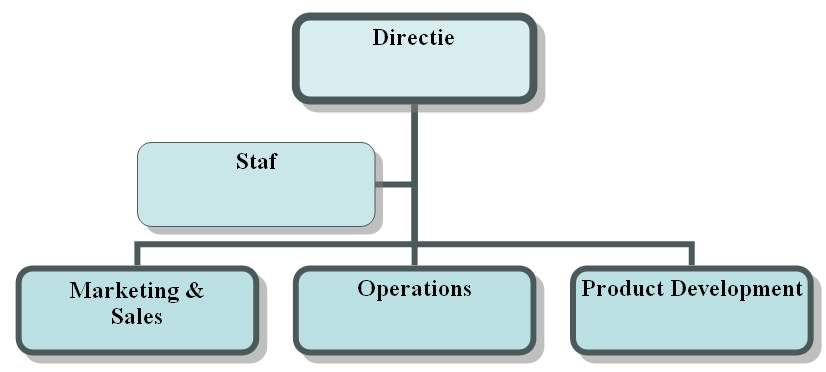 Directie
Staf
Marketing &
Sales
Operations
Product Development